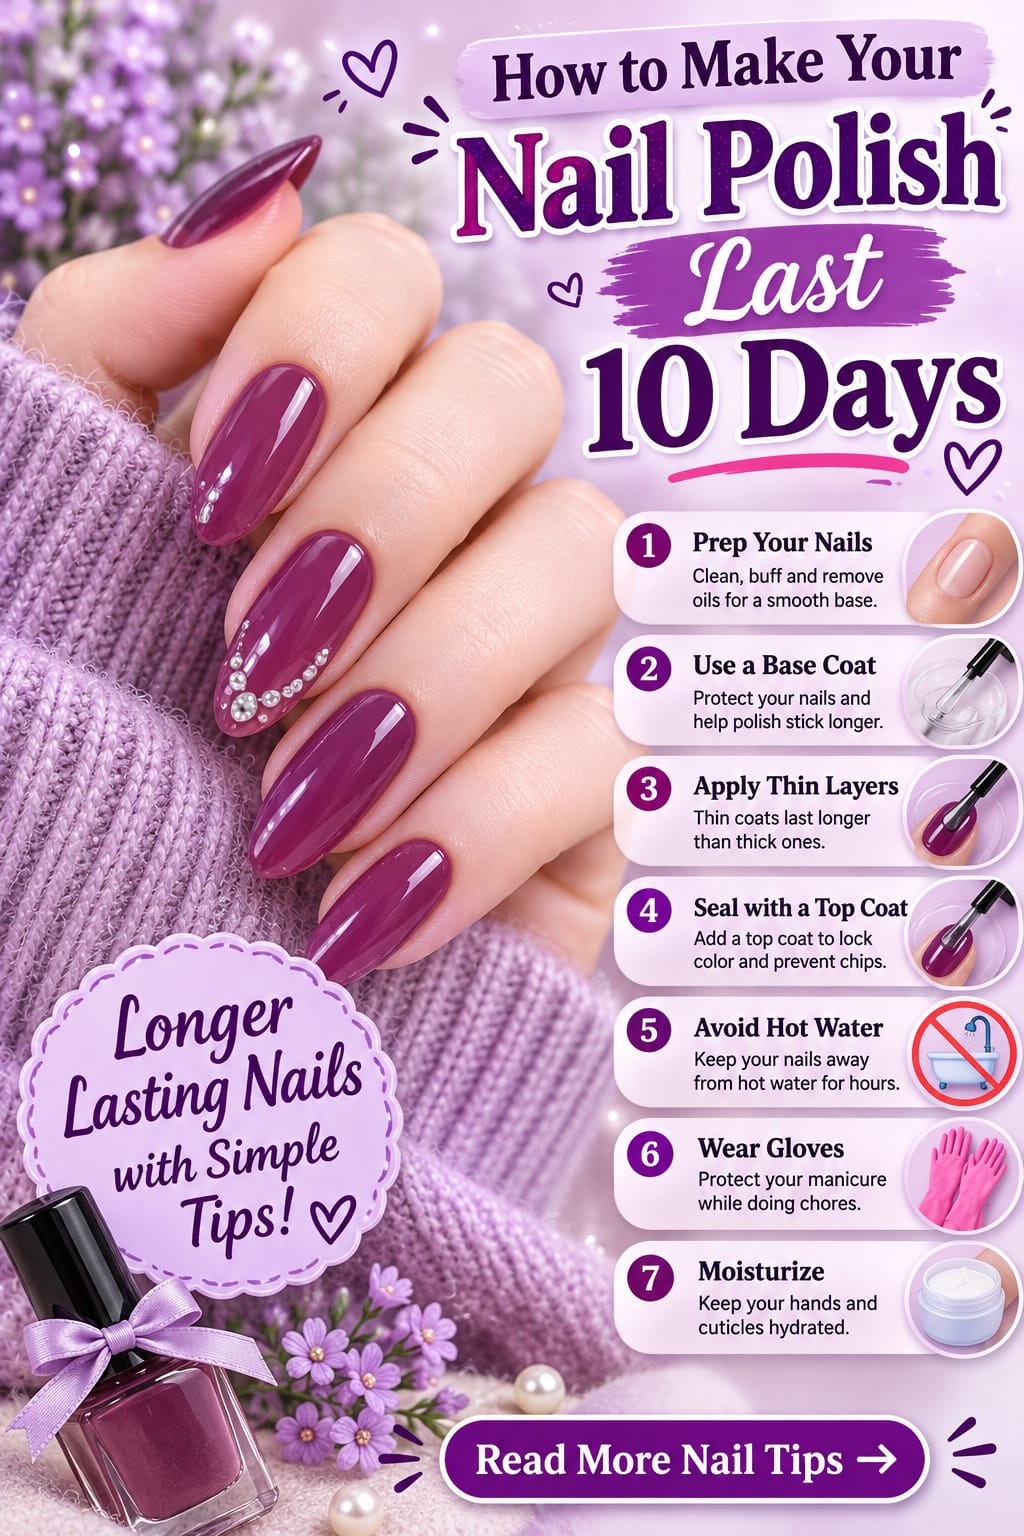 How to Make Your
Nail Polish
Last
10 Days
1
Prep Your Nails
Clean, buff and remove
oils for a smooth base.
2
Use a Base Coat
Protect your nails and
help polish stick longer.
3
Apply Thin Layers
Thin coats last longer
than thick ones.
4
Seal with a Top Coat
Add a top coat to lock
color and prevent chips.
5
Avoid Hot Water
Keep your nails away
from hot water for hours.
6
Wear Gloves
Protect your manicure
while doing chores.
7
Moisturize
Keep your hands and
cuticles hydrated.
Longer
Lasting Nails
with Simple
Tips!
Read More Nail Tips →